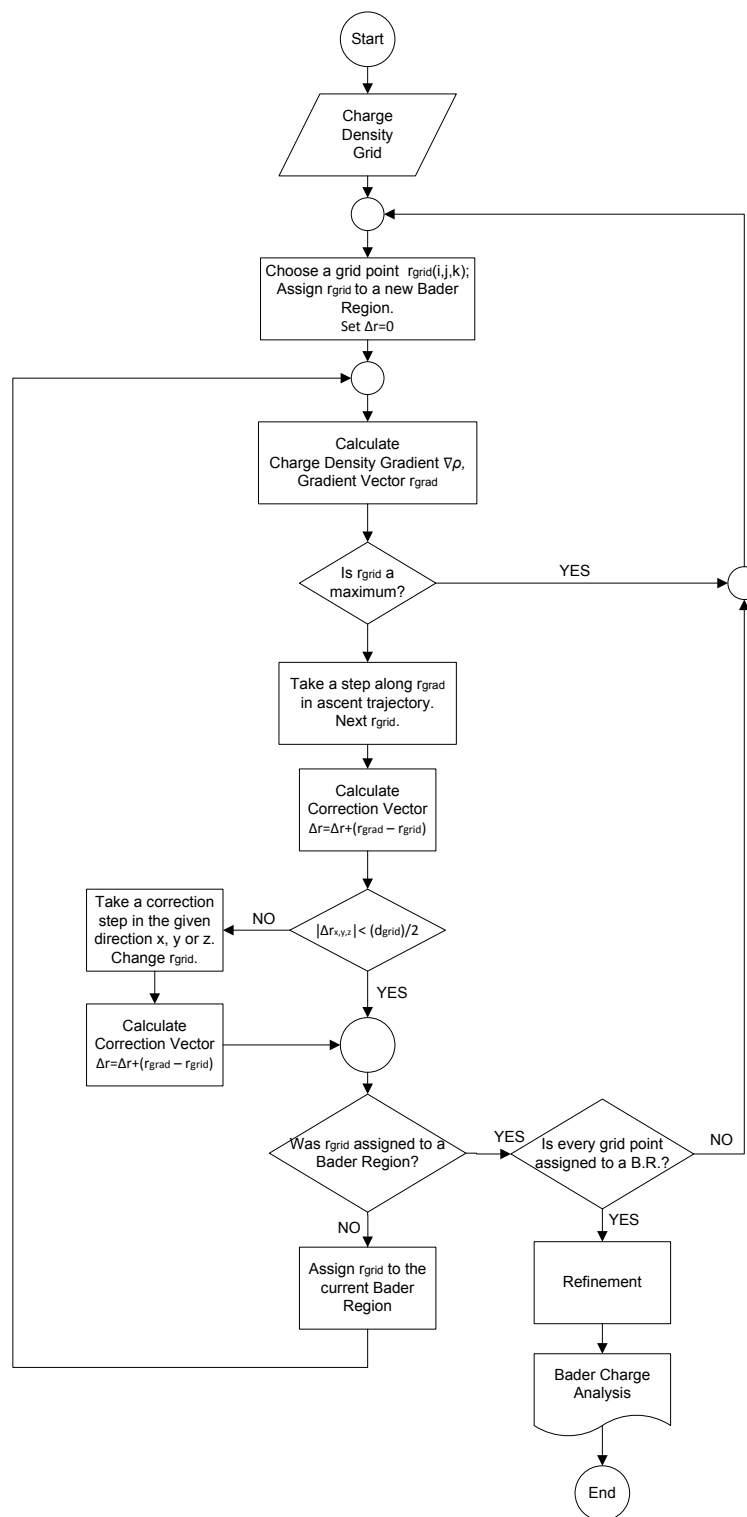 Start
Charge
Density
Grid
Choose a grid point rgrid(i,j,k);
Assign rgrid to a new Bader
Region.
Set Δr=0
Calculate
Charge Density Gradient ∇ρ,
Gradient Vector rgrad
Is rgrid a
maximum?
YES
Take a step along rgrad
in ascent trajectory.
Next rgrid.
Calculate
Correction Vector
Δr=Δr+(rgrad – rgrid)
|Δrx,y,z| < (dgrid)/2
NO
Take a correction
step in the given
direction x, y or z.
Change rgrid.
YES
Calculate
Correction Vector
Δr=Δr+(rgrad – rgrid)
Was rgrid assigned to a
Bader Region?
YES
Is every grid point
assigned to a B.R.?
NO
NO
YES
Assign rgrid to the
current Bader
Region
Refinement
Bader Charge
Analysis
End